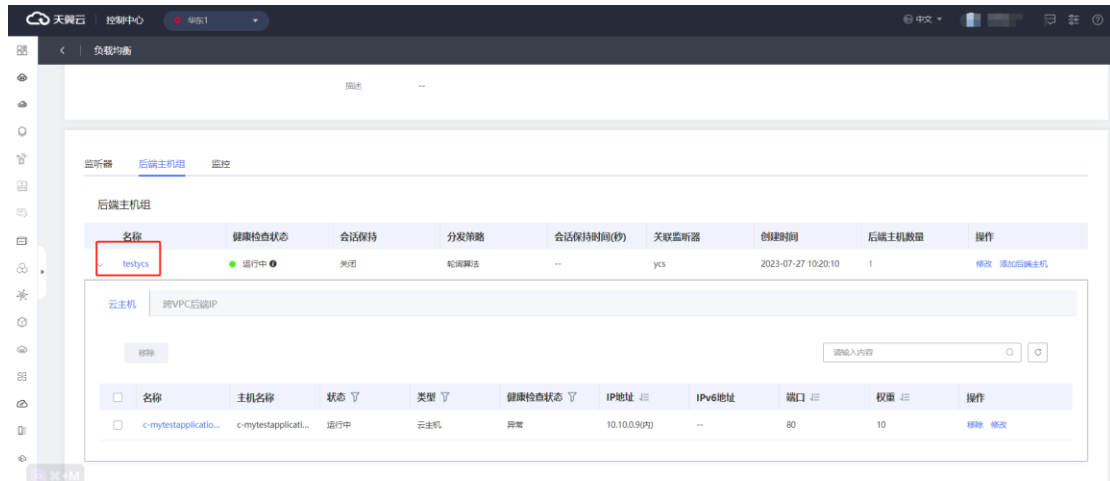 天翼云 控制中心 华东1 中文
负载均衡
描述 --
监听器 后端主机组 监控
后端主机组
名称 健康检查状态 会话保持 分发策略 会话保持时间(秒) 关联监听器 创建时间 后端主机数量 操作
testycs 运行中 关闭 轮询算法 -- ycs 2023-07-27 10:20:10 1 修改 添加后端主机
云主机 跨VPC后端IP
移除 请输入内容
名称 主机名称 状态 类型 健康检查状态 IP地址 IPv6地址 端口 权重 操作
c-mytestapplicatio... c-mytestapplicati... 运行中 云主机 异常 10.10.0.9(内) -- 80 10 移除 修改
⌘+M